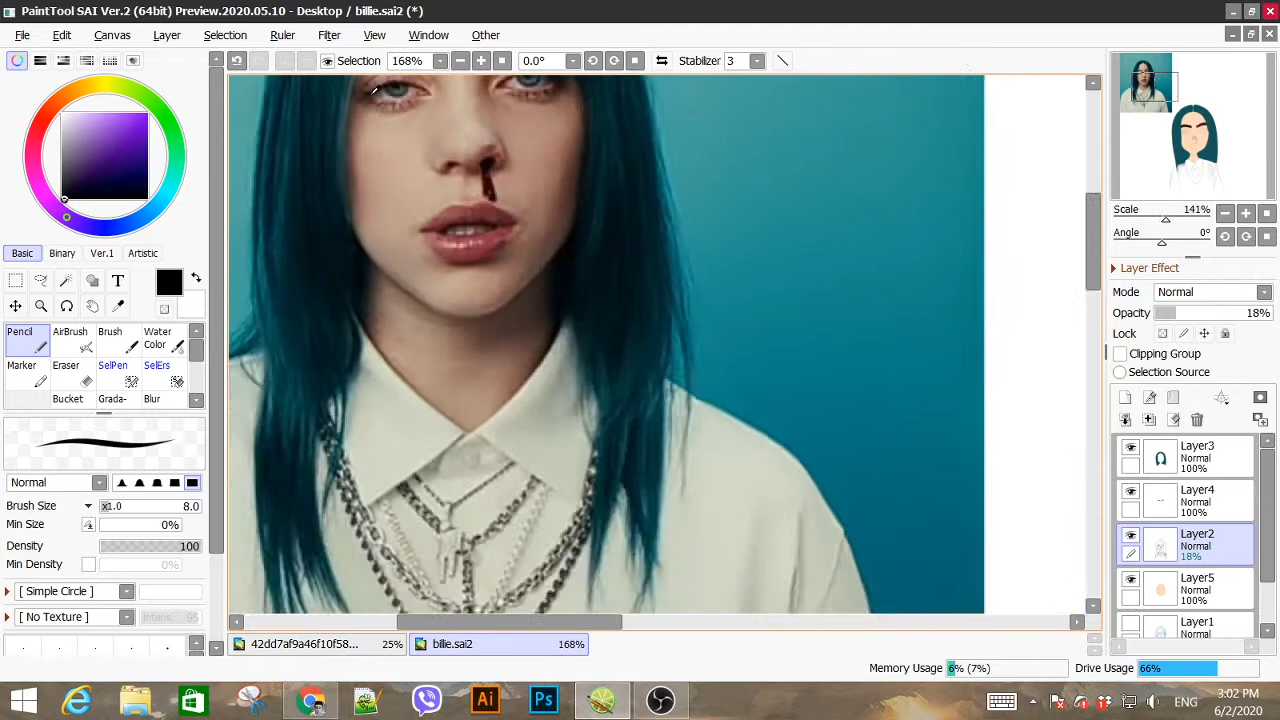 PaintTool SAI Ver.2 (64bit) Preview.2020.05.10 - Desktop / billie.sai2 (*)
File Edit Canvas Layer Selection Ruler Filter View Window Other
Selection 168% 0.0° Stabilizer 3
Basic Binary Ver.1 Artistic
T
Pencil AirBrush Brush Water Color
Marker Eraser SelPen SelErs
Bucket Grada- Blur
Normal
Brush Size x1.0 8.0
Min Size 0%
Density 100
Min Density 0%
[ Simple Circle ]
[ No Texture ] Intens. 95
Scale 141%
Angle 0°
Layer Effect
Mode Normal
Opacity 18%
Lock
Clipping Group
Selection Source
Layer3
Normal
100%
Layer4
Normal
100%
Layer2
Normal
18%
Layer5
Normal
100%
Layer1
Normal
42dd7af9a46f10f58... 25% billie.sai2 168%
Memory Usage 6% (7%) Drive Usage 66%
Ai Ps
3:02 PM
6/2/2020